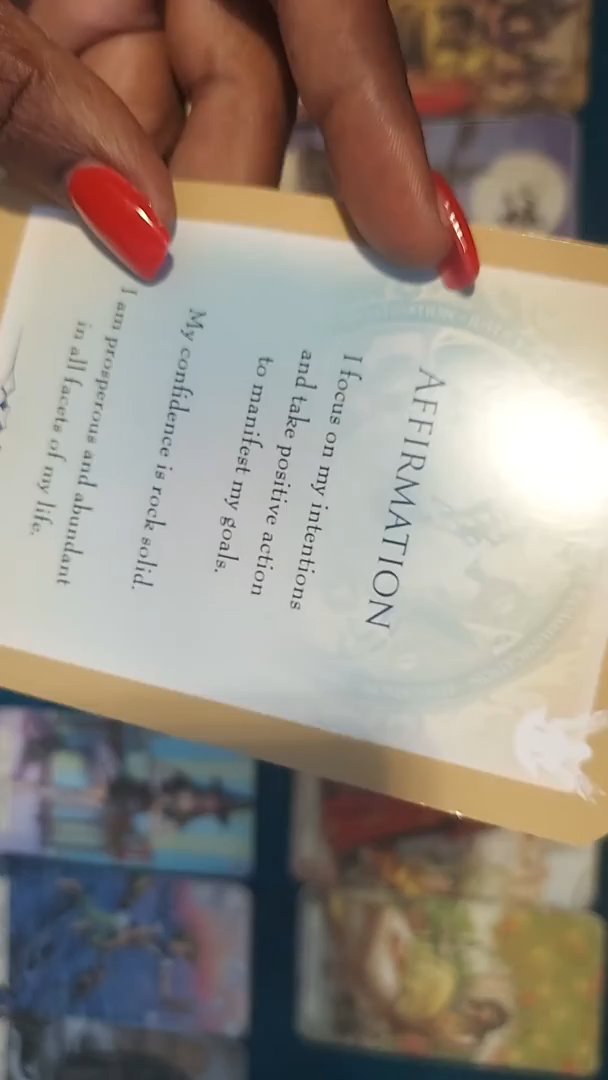 AFFIRMATION
I focus on my intentions
and take positive action
to manifest my goals.
My confidence is rock solid.
I am prosperous and abundant
in all facets of my life.